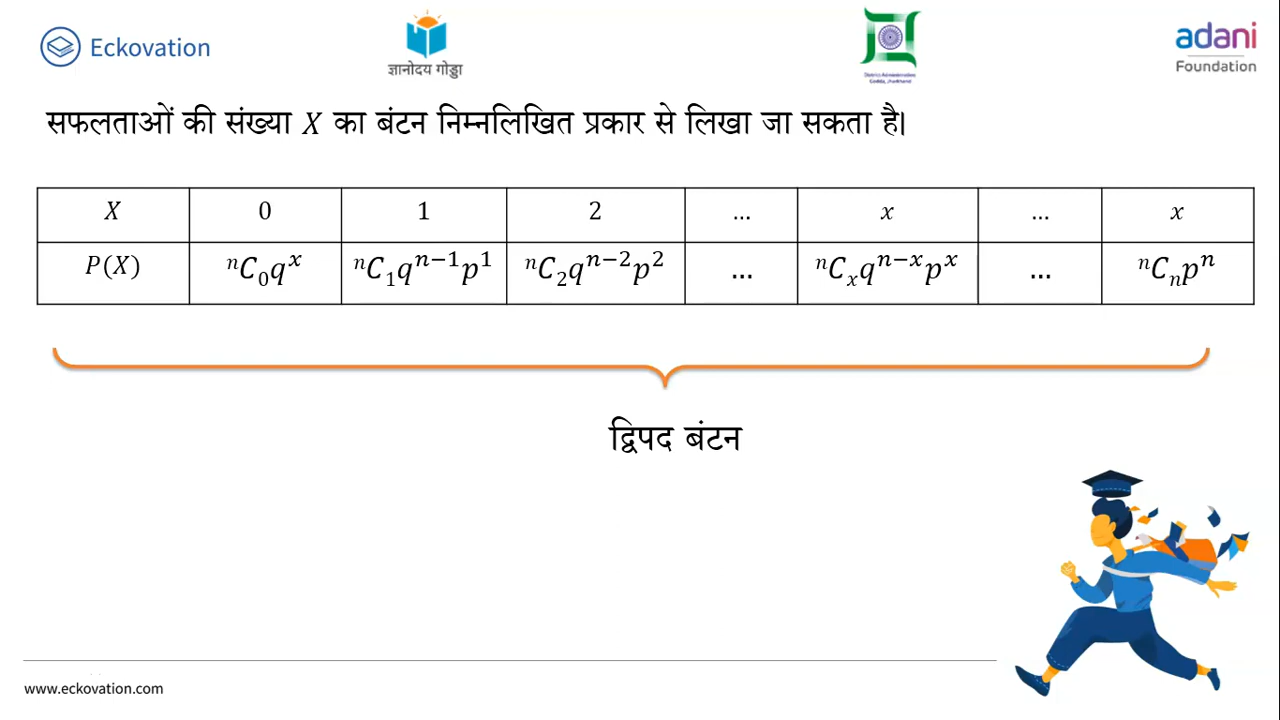 Eckovation
ज्ञानोदय गोड्डा
adani
Foundation
सफलताओं की संख्या X का बंटन निम्नलिखित प्रकार से लिखा जा सकता है।
X 0 1 2 ... x ... x
P(X) ⁿC₀qˣ ⁿC₁qⁿ⁻¹p¹ ⁿC₂qⁿ⁻²p² ... ⁿCₓqⁿ⁻ˣpˣ ... ⁿCₙpⁿ
द्विपद बंटन
www.eckovation.com